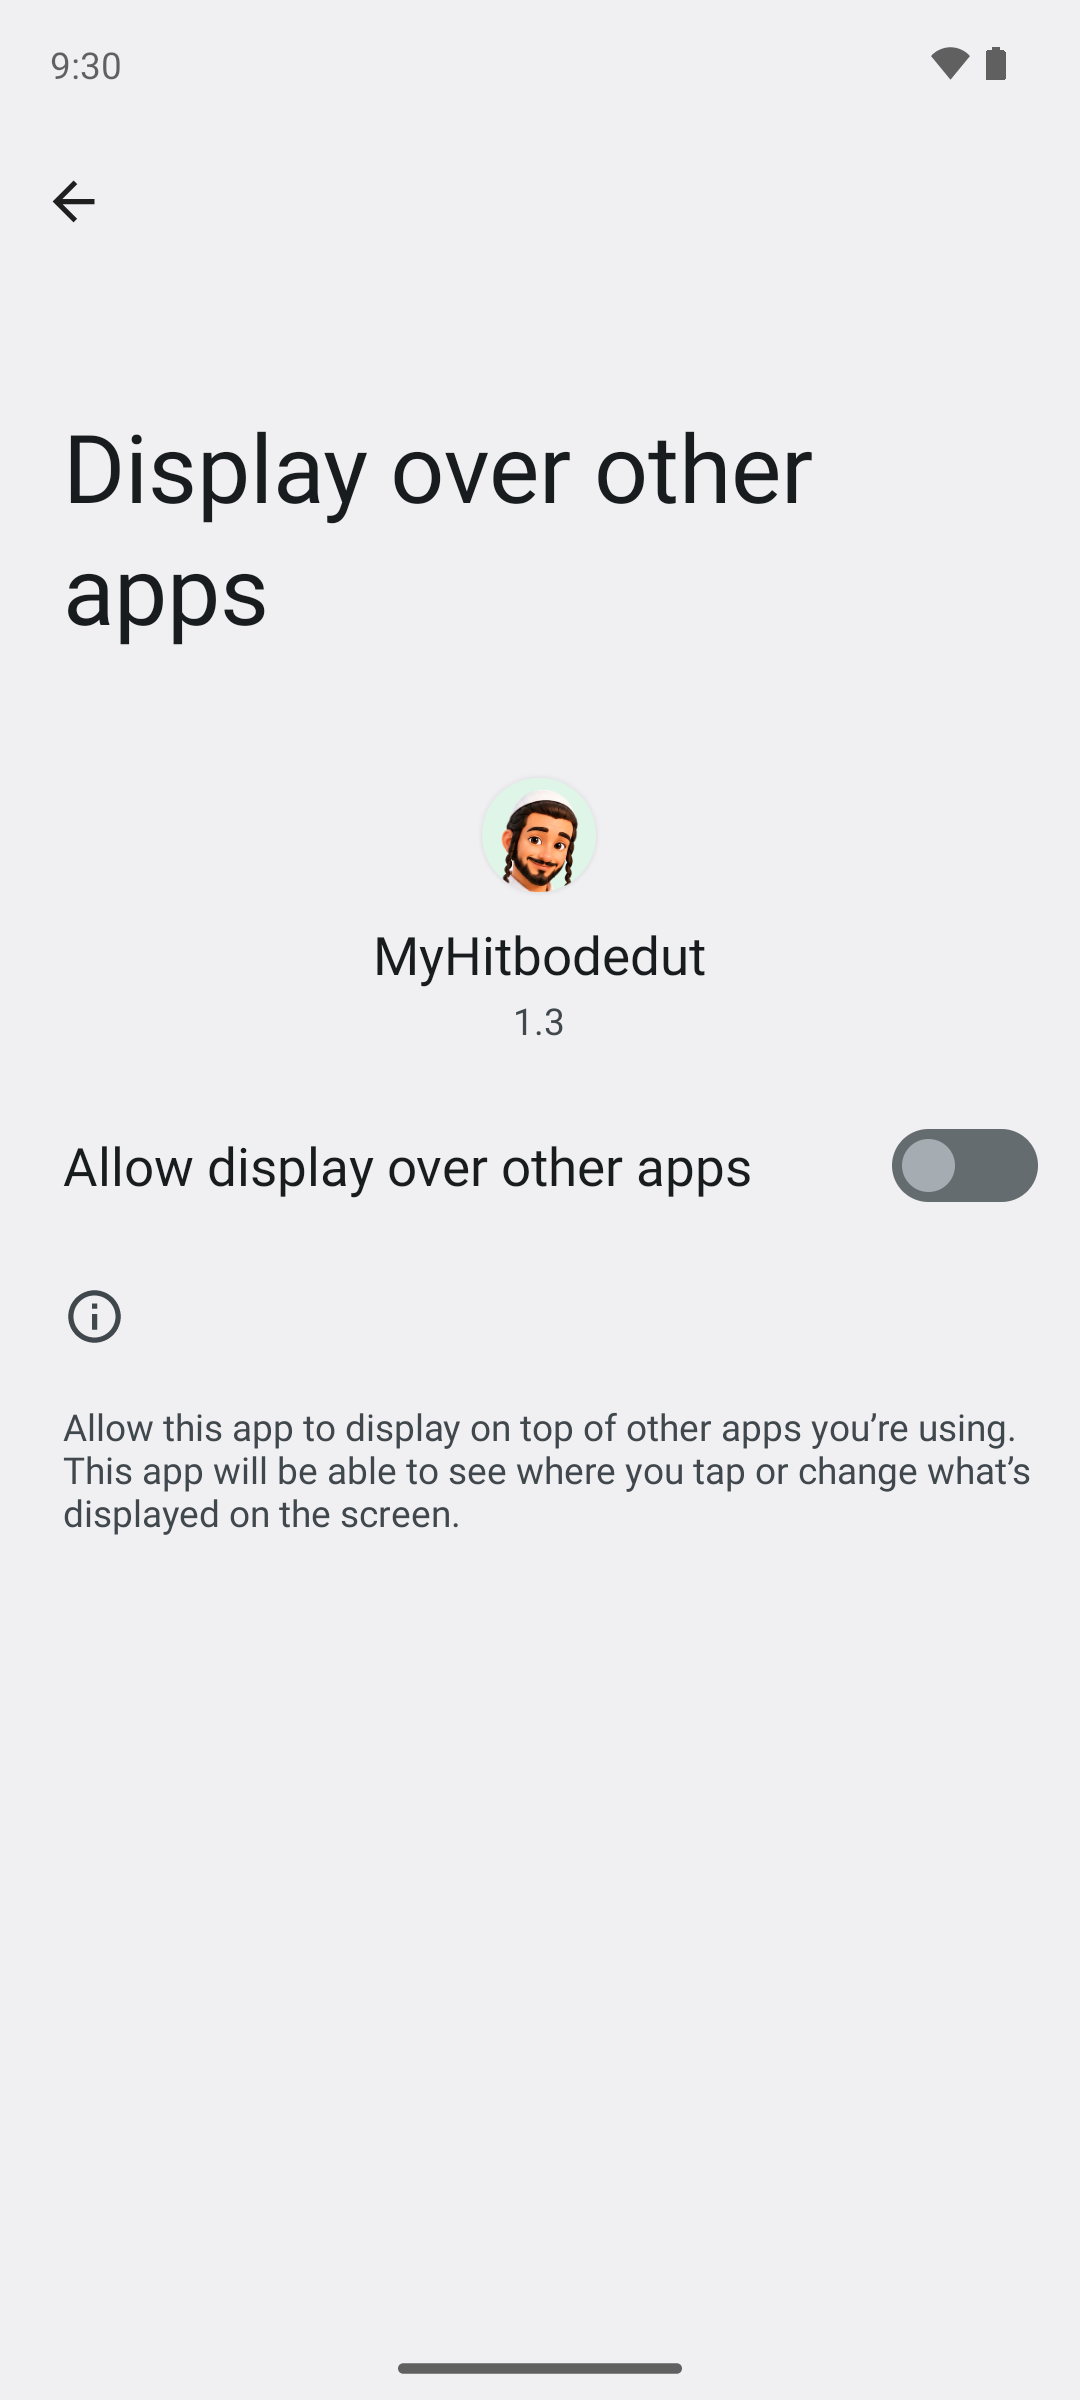 9:30
Display over other
apps
MyHitbodedut
1.3
Allow display over other apps
Allow this app to display on top of other apps you’re using.
This app will be able to see where you tap or change what’s
displayed on the screen.